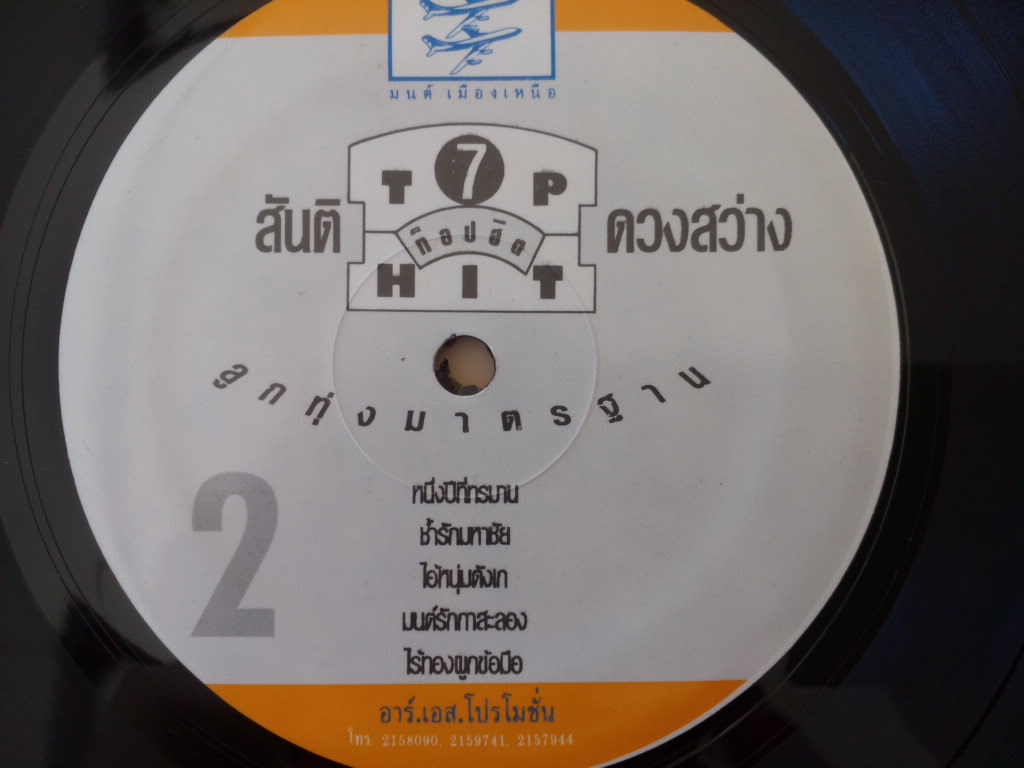 มนต์ เมืองเหนือ
สันติ TOP 7 ดวงสว่าง
ท็อปฮิต
HIT
ลูกทุ่งมาตรฐาน
2
หนึ่งปีที่ทรมาน
ช้ำรักมหาชัย
ไอ้หนุ่มตังเก
มนต์รักกาสะลอง
ไร้ทองผูกข้อมือ
อาร์.เอส.โปรโมชั่น
โทร. 2158090, 2159741, 2157944